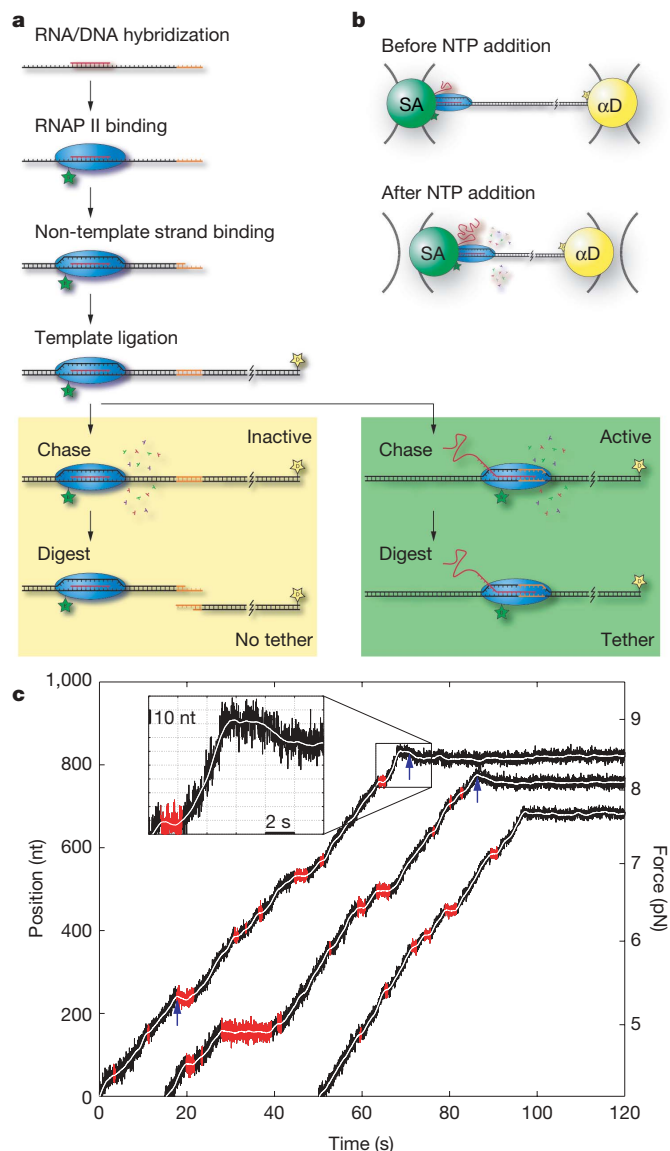 a
RNA/DNA hybridization
RNAP II binding
Non-template strand binding
Template ligation
Chase
Inactive
Digest
No tether
Chase
Active
Digest
Tether
b
Before NTP addition
SA
αD
After NTP addition
SA
αD
c
1,000
800
600
400
200
0
Position (nt)
10 nt
2 s
9
8
7
6
5
Force (pN)
0
20
40
60
80
100
120
Time (s)